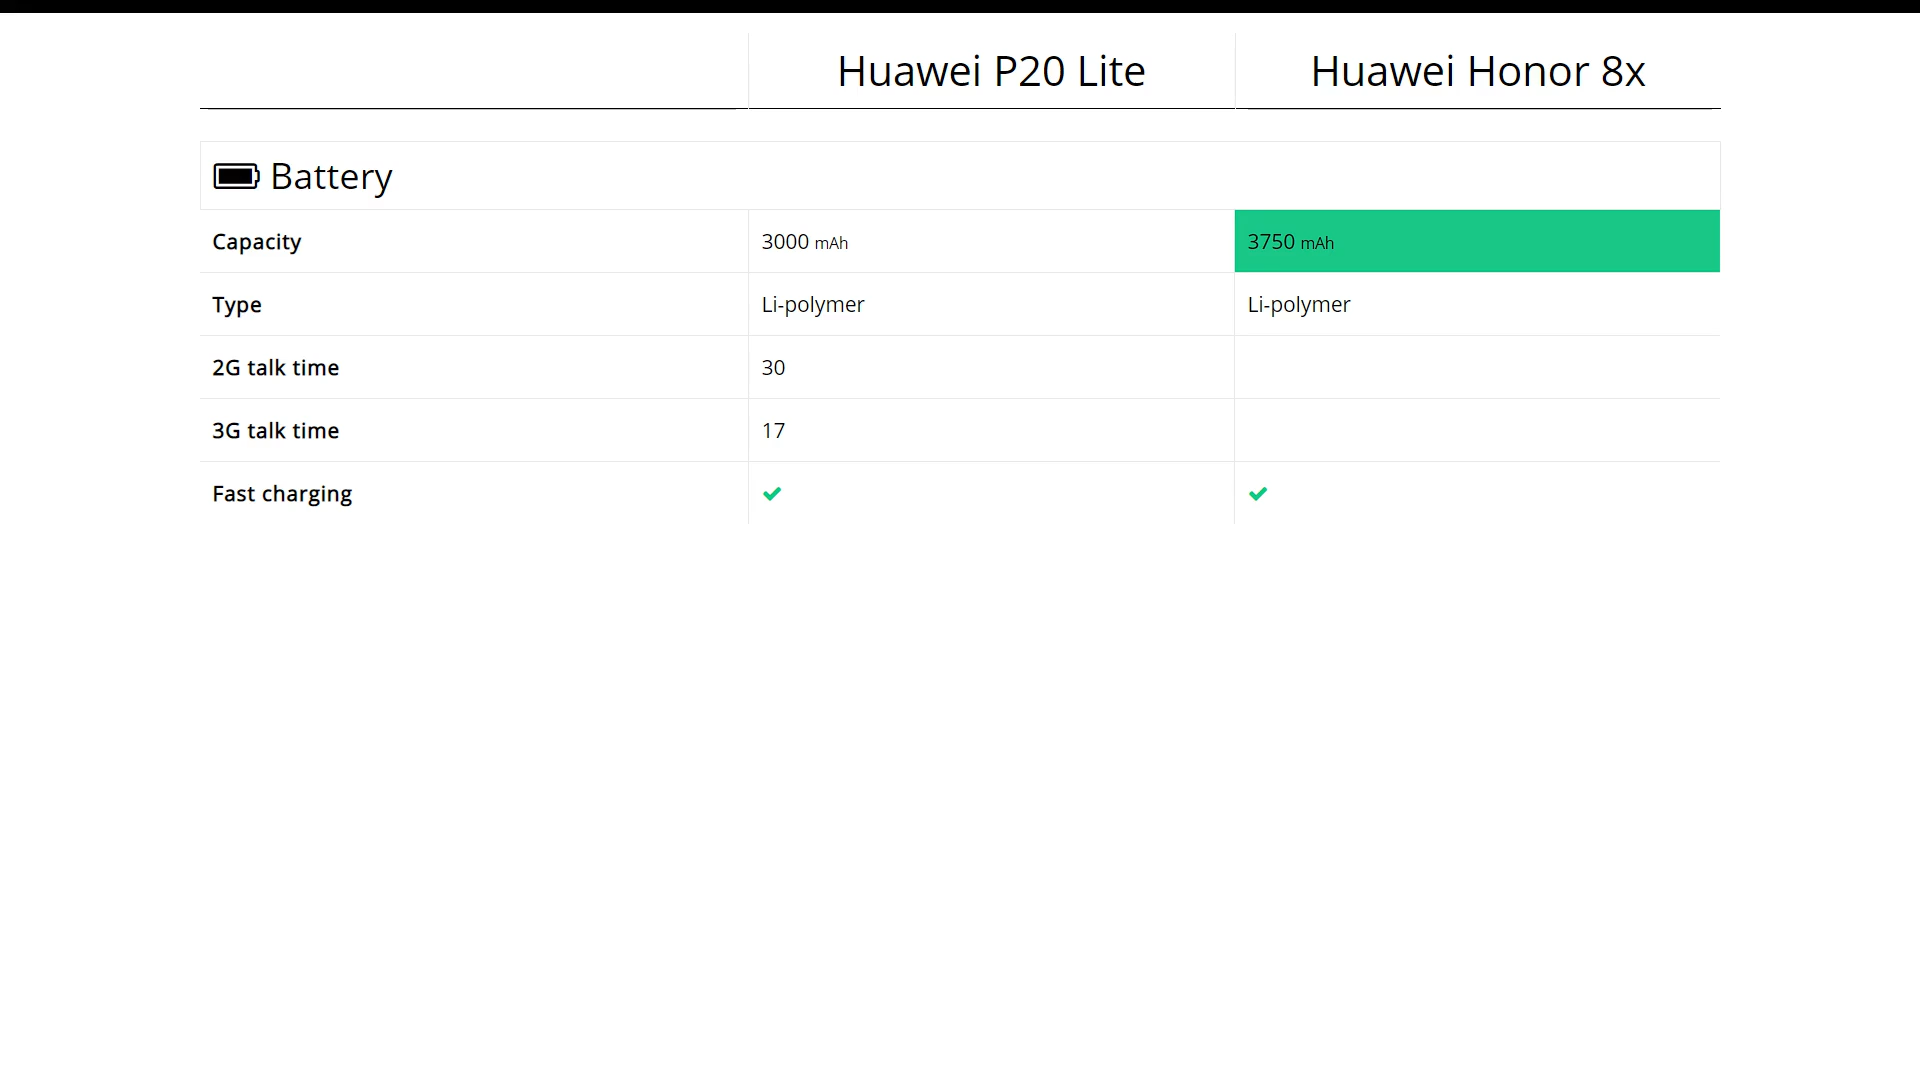 Huawei P20 Lite Huawei Honor 8x
Battery
Capacity 3000 mAh 3750 mAh
Type Li-polymer Li-polymer
2G talk time 30
3G talk time 17
Fast charging